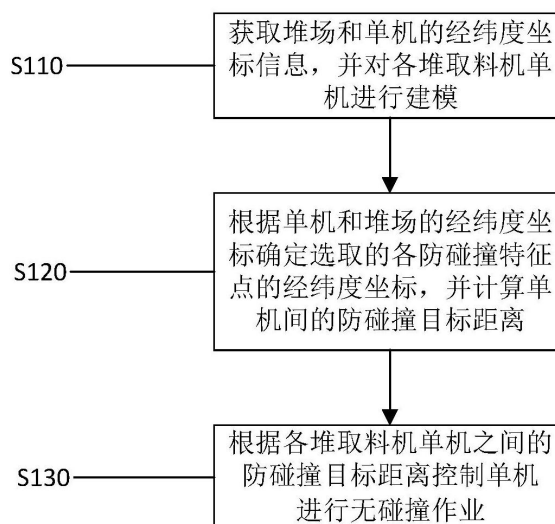 获取堆场和单机的经纬度坐
标信息，并对各堆取料机单
机进行建模
S110
根据单机和堆场的经纬度坐
标确定选取的各防碰撞特征
点的经纬度坐标，并计算单
机间的防碰撞目标距离
S120
根据各堆取料机单机之间的
防碰撞目标距离控制单机
进行无碰撞作业
S130